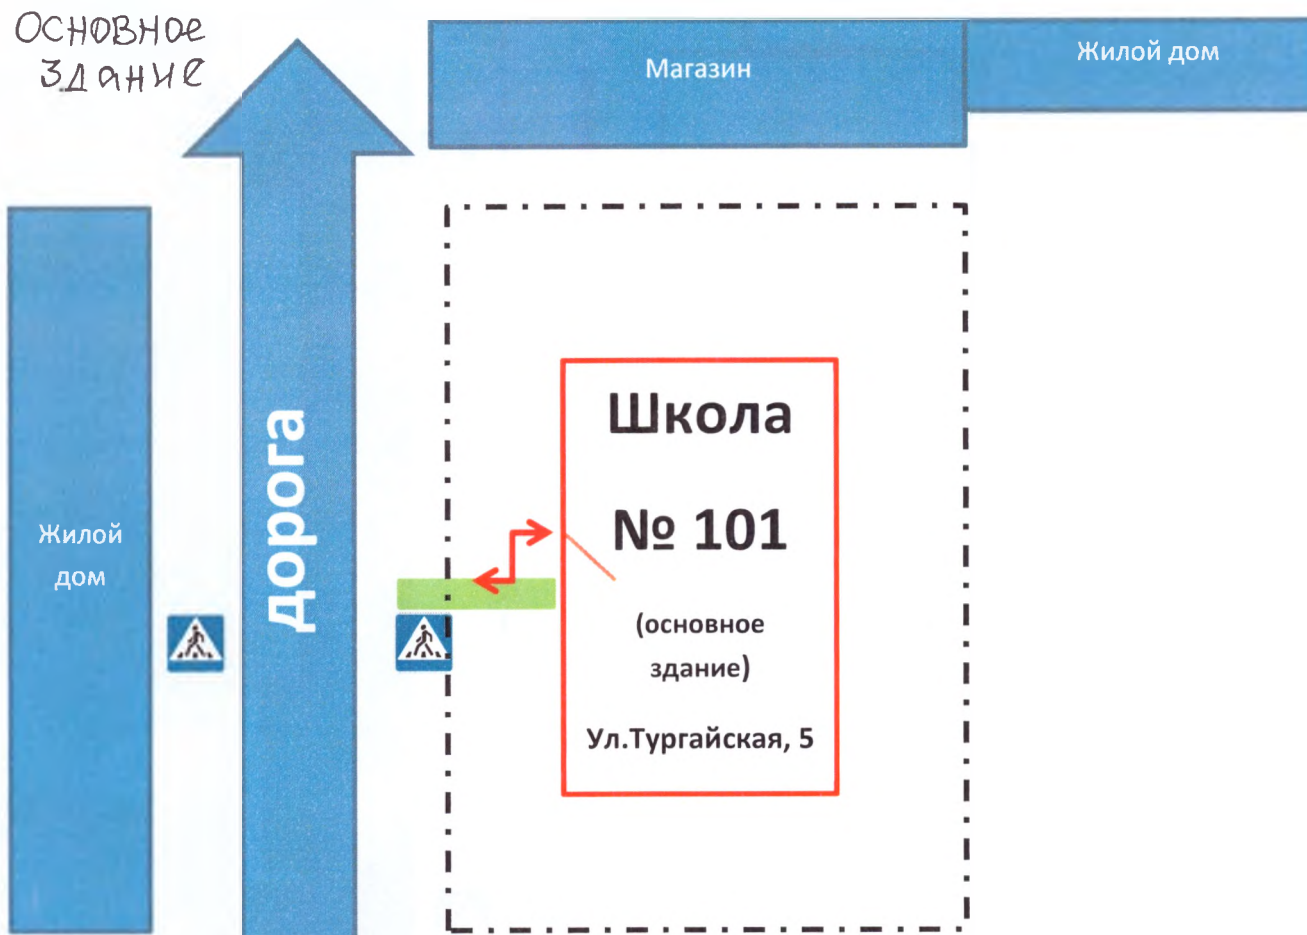 ОСНОВНОЕ
ЗДАНИЕ
Магазин
Жилой дом
Жилой
дом
дорога
Школа
№ 101
(основное
здание)
Ул.Тургайская, 5